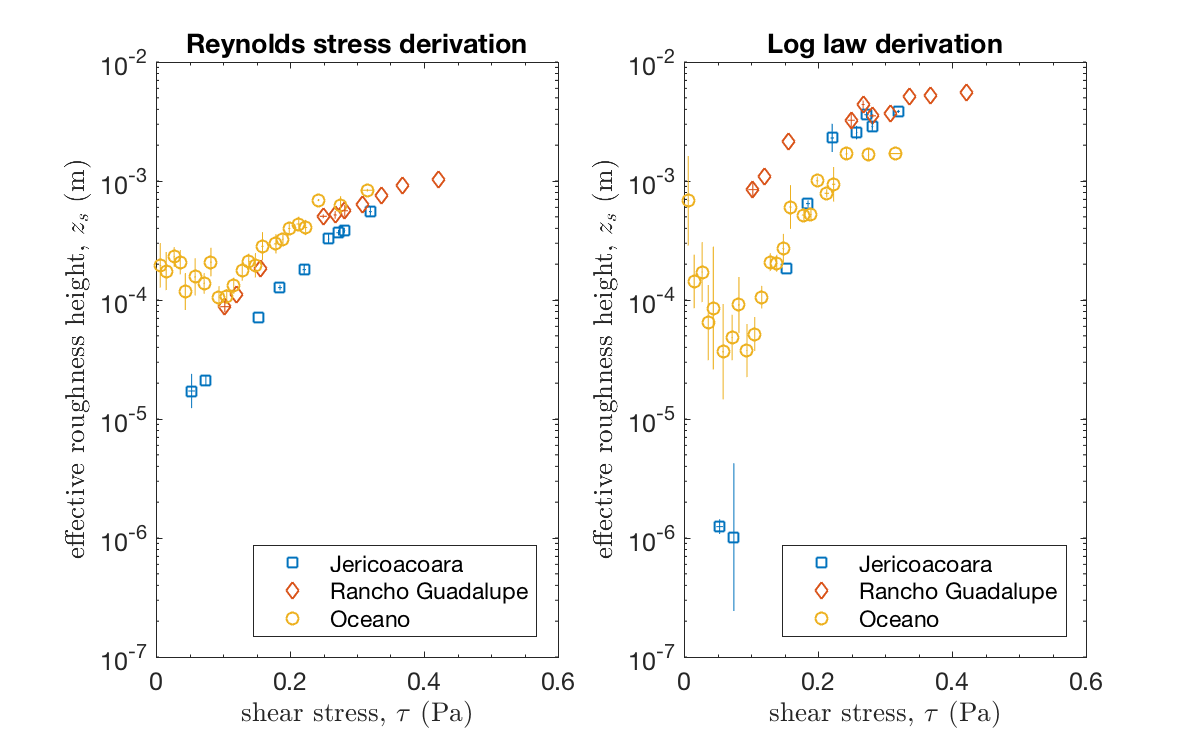 Reynolds stress derivation
effective roughness height, z_s (m)
10^-2
10^-3
10^-4
10^-5
10^-6
10^-7
Jericoacoara
Rancho Guadalupe
Oceano
0 0.2 0.4 0.6
shear stress, τ (Pa)
Log law derivation
effective roughness height, z_s (m)
10^-2
10^-3
10^-4
10^-5
10^-6
10^-7
Jericoacoara
Rancho Guadalupe
Oceano
0 0.2 0.4 0.6
shear stress, τ (Pa)